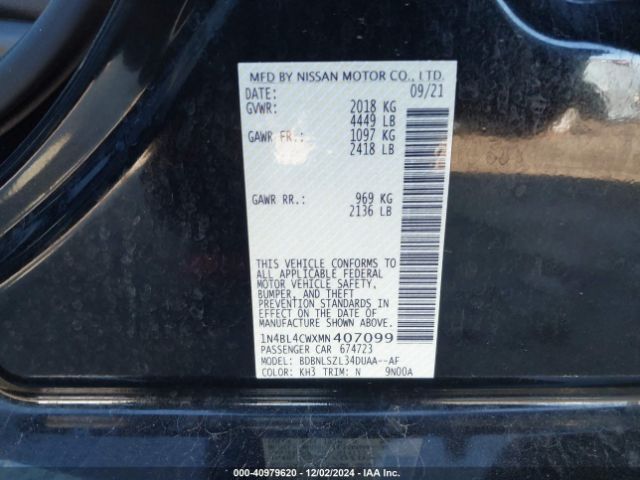 MFD BY NISSAN MOTOR CO., LTD.
DATE: 09/21
GVWR: 2018 KG
4449 LB
GAWR FR.: 1097 KG
2418 LB
GAWR RR.: 969 KG
2136 LB
THIS VEHICLE CONFORMS TO
ALL APPLICABLE FEDERAL
MOTOR VEHICLE SAFETY,
BUMPER, AND THEFT
PREVENTION STANDARDS IN
EFFECT ON THE DATE OF
MANUFACTURE SHOWN ABOVE.
1N4BL4CWXMN407099
PASSENGER CAR 674723
MODEL: BDBNLSZL34DUAA--AF
COLOR: KH3 TRIM: N 9N00A
000-40979620 - 12/02/2024 - IAA Inc.